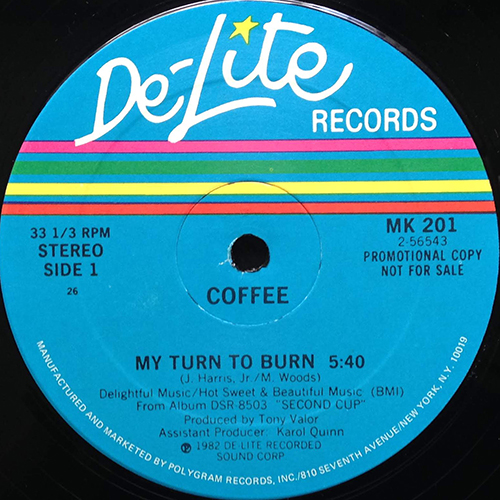 De-Lite
RECORDS
33 1/3 RPM
STEREO
SIDE 1
26
MK 201
2-56543
PROMOTIONAL COPY
NOT FOR SALE
COFFEE
MY TURN TO BURN 5:40
(J. Harris, Jr./M. Woods)
Delightful Music/Hot Sweet & Beautiful Music (BMI)
From Album DSR-8503 "SECOND CUP"
Produced by Tony Valor
Assistant Producer: Karol Quinn
℗ 1982 DE-LITE RECORDED
SOUND CORP.
MANUFACTURED AND MARKETED BY POLYGRAM RECORDS, INC./810 SEVENTH AVENUE/NEW YORK, N.Y. 10019